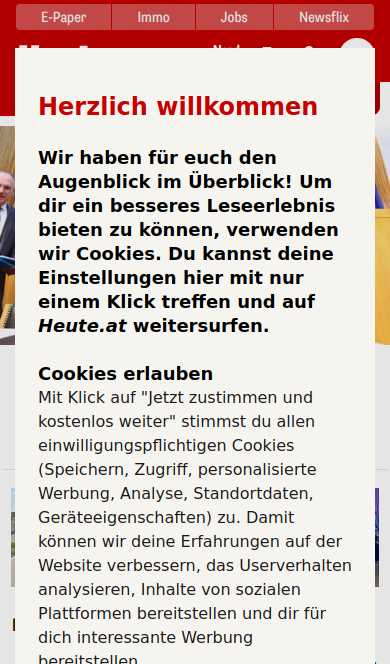 E-Paper
Immo
Jobs
Newsflix
Herzlich willkommen
Wir haben für euch den
Augenblick im Überblick! Um
dir ein besseres Leseerlebnis
bieten zu können, verwenden
wir Cookies. Du kannst deine
Einstellungen hier mit nur
einem Klick treffen und auf
Heute.at weitersurfen.
Cookies erlauben
Mit Klick auf "Jetzt zustimmen und
kostenlos weiter" stimmst du allen
einwilligungspflichtigen Cookies
(Speichern, Zugriff, personalisierte
Werbung, Analyse, Standortdaten,
Geräteeigenschaften) zu. Damit
können wir deine Erfahrungen auf der
Website verbessern, das Userverhalten
analysieren, Inhalte von sozialen
Plattformen bereitstellen und dir für
dich interessante Werbung
bereitstellen